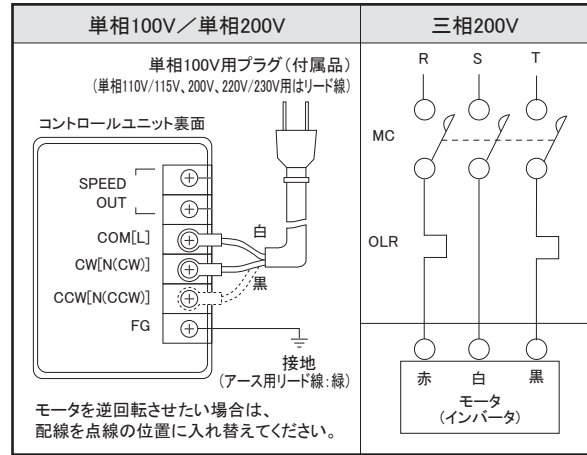 単相100V／単相200V
単相100V用プラグ（付属品）
（単相110V/115V、200V、220V/230V用はリード線）
コントロールユニット裏面
SPEED
OUT
COM[L]
CW[N(CW)]
CCW[N(CCW)]
FG
白
黒
接地
（アース用リード線：緑）
モータを逆回転させたい場合は、
配線を点線の位置に入れ替えてください。
三相200V
R S T
MC
OLR
赤 白 黒
モータ
（インバータ）